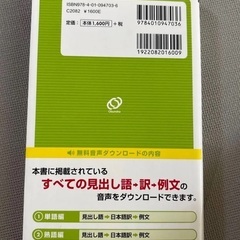 ISBN978-4-01-094703-6
C2082 ¥1600E
定価 本体1,600円 +税
9784010947036
1922082016009
Obunsha
無料音声ダウンロードの内容
本書に掲載されている
すべての見出し語→訳→例文の
音声をダウンロードできます。
①単語編 見出し語→日本語訳→例文
②熟語編 見出し語→日本語訳→例文